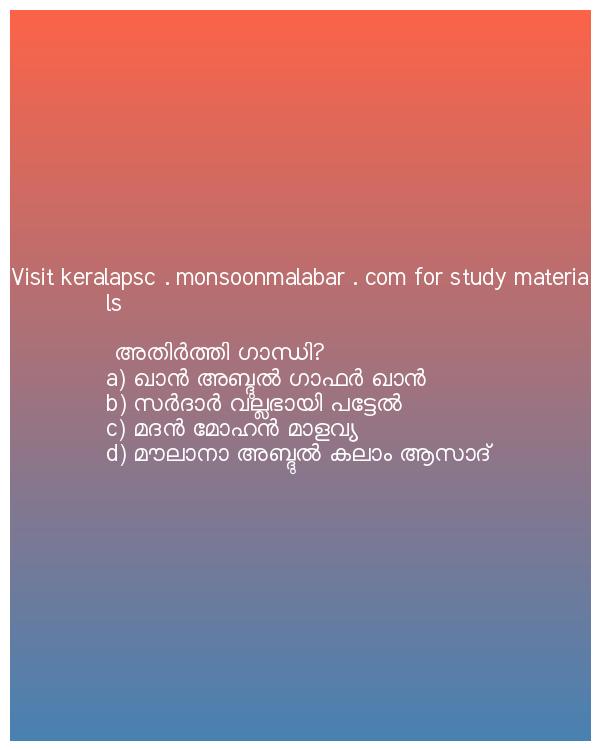 Visit keralapsc . monsoonmalabar . com for study materia
ls
അതിർത്തി ഗാന്ധി?
a) ഖാൻ അബ്ദുൽ ഗാഫർ ഖാൻ
b) സർദാർ വല്ലഭായി പട്ടേൽ
c) മദൻ മോഹൻ മാളവ്യ
d) മൗലാനാ അബ്ദുൽ കലാം ആസാദ്